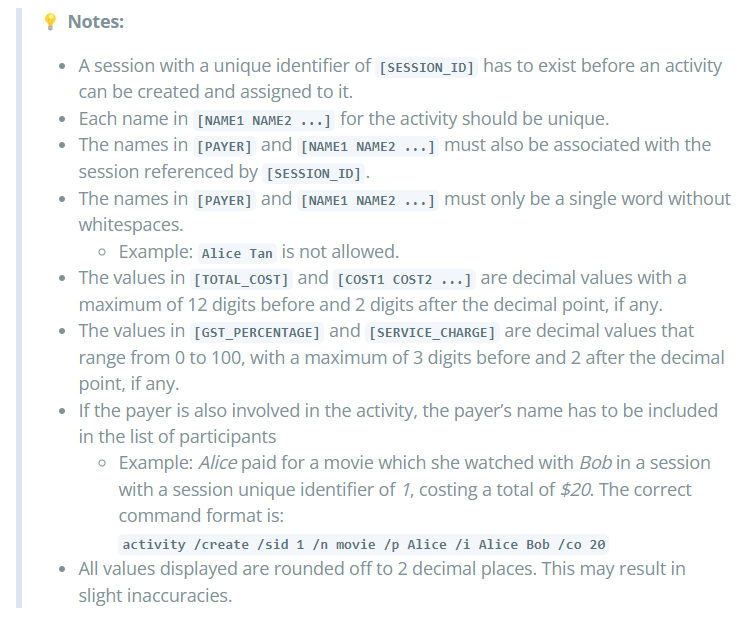 💡 Notes:
• A session with a unique identifier of [SESSION_ID] has to exist before an activity
can be created and assigned to it.
• Each name in [NAME1 NAME2 ...] for the activity should be unique.
• The names in [PAYER] and [NAME1 NAME2 ...] must also be associated with the
session referenced by [SESSION_ID].
• The names in [PAYER] and [NAME1 NAME2 ...] must only be a single word without
whitespaces.
○ Example: Alice Tan is not allowed.
• The values in [TOTAL_COST] and [COST1 COST2 ...] are decimal values with a
maximum of 12 digits before and 2 digits after the decimal point, if any.
• The values in [GST_PERCENTAGE] and [SERVICE_CHARGE] are decimal values that
range from 0 to 100, with a maximum of 3 digits before and 2 after the decimal
point, if any.
• If the payer is also involved in the activity, the payer’s name has to be included
in the list of participants
○ Example: Alice paid for a movie which she watched with Bob in a session
with a session unique identifier of 1, costing a total of $20. The correct
command format is:
activity /create /sid 1 /n movie /p Alice /i Alice Bob /co 20
• All values displayed are rounded off to 2 decimal places. This may result in
slight inaccuracies.